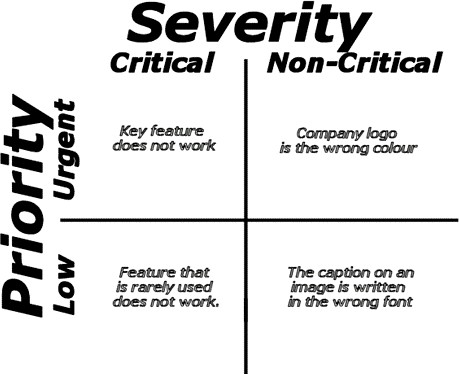 Severity
Critical Non-Critical
Priority
Urgent
Key feature
does not work
Company logo
is the wrong colour
Low
Feature that
is rarely used
does not work.
The caption on an
image is written
in the wrong font